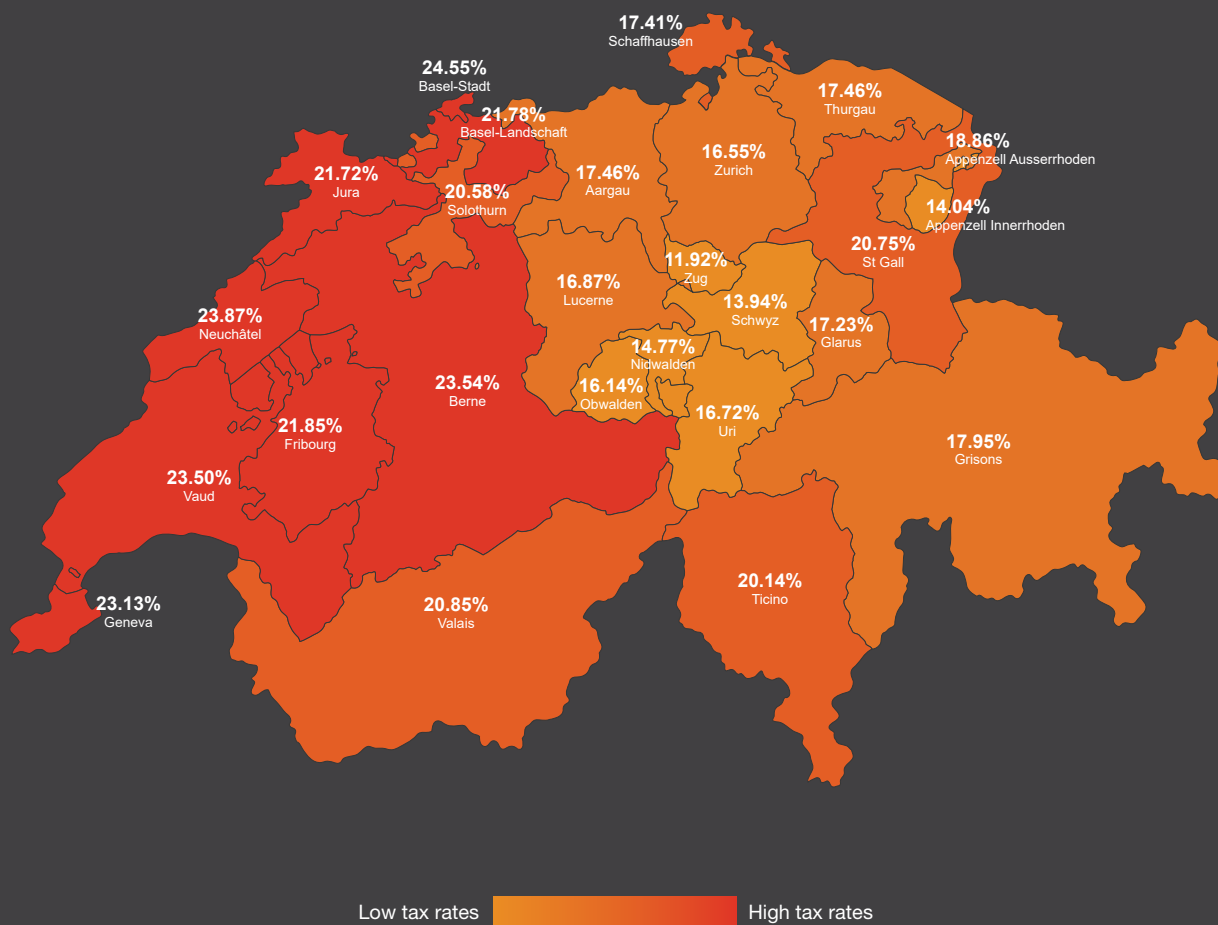 17.41%
Schaffhausen
24.55%
Basel-Stadt
17.46%
Thurgau
21.78%
Basel-Landschaft
18.86%
Appenzell Ausserrhoden
16.55%
Zurich
21.72%
Jura
17.46%
Aargau
20.58%
Solothurn
14.04%
Appenzell Innerrhoden
20.75%
St Gall
11.92%
Zug
16.87%
Lucerne
13.94%
Schwyz
23.87%
Neuchâtel
17.23%
Glarus
14.77%
Nidwalden
23.54%
Berne
16.14%
Obwalden
16.72%
Uri
21.85%
Fribourg
17.95%
Grisons
23.50%
Vaud
20.14%
Ticino
23.13%
Geneva
20.85%
Valais
Low tax rates High tax rates